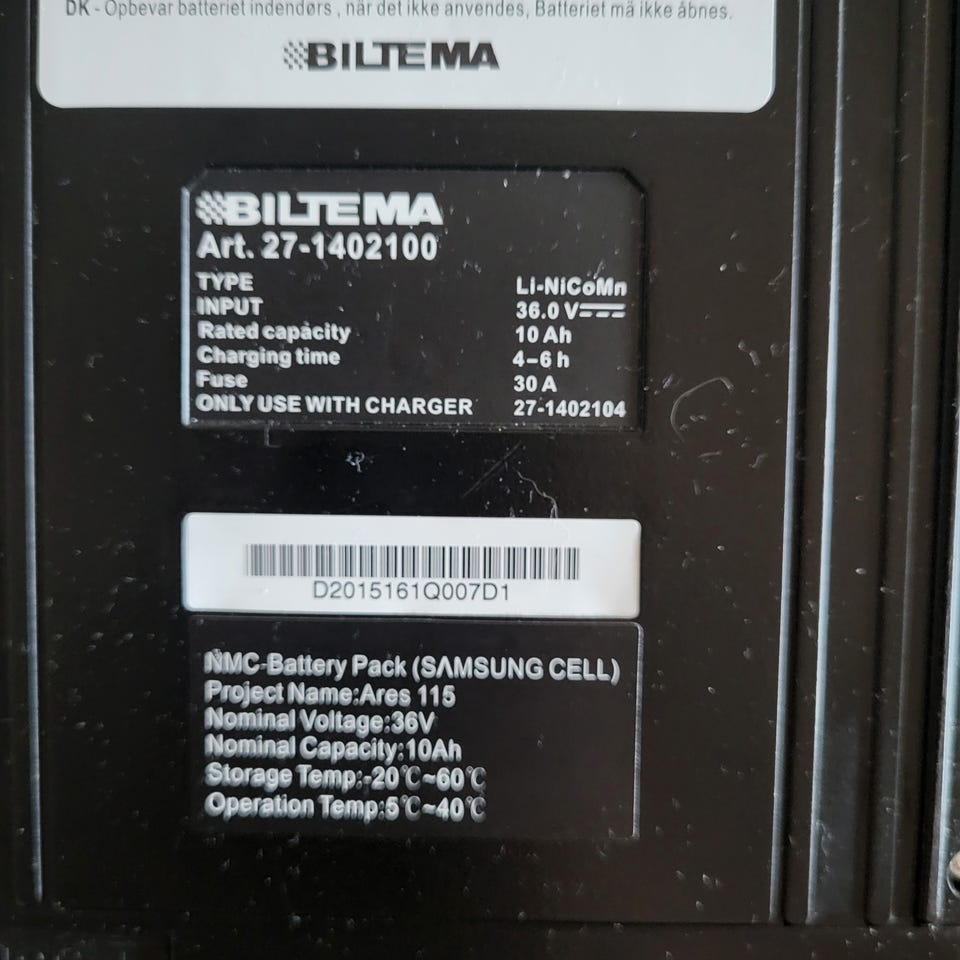 DK - Opbevar batteriet indendørs , når det ikke anvendes, Batteriet mä ikke åbnes.
BILTEMA
BILTEMA
Art. 27-1402100
TYPE Li-NiCoMn
INPUT 36.0 V
Rated capacity 10 Ah
Charging time 4-6 h
Fuse 30 A
ONLY USE WITH CHARGER 27-1402104
D2015161Q007D1
NMC-Battery Pack (SAMSUNG CELL)
Project Name:Ares 115
Nominal Voltage:36V
Nominal Capacity:10Ah
Storage Temp:-20℃~60℃
Operation Temp:5℃~40℃